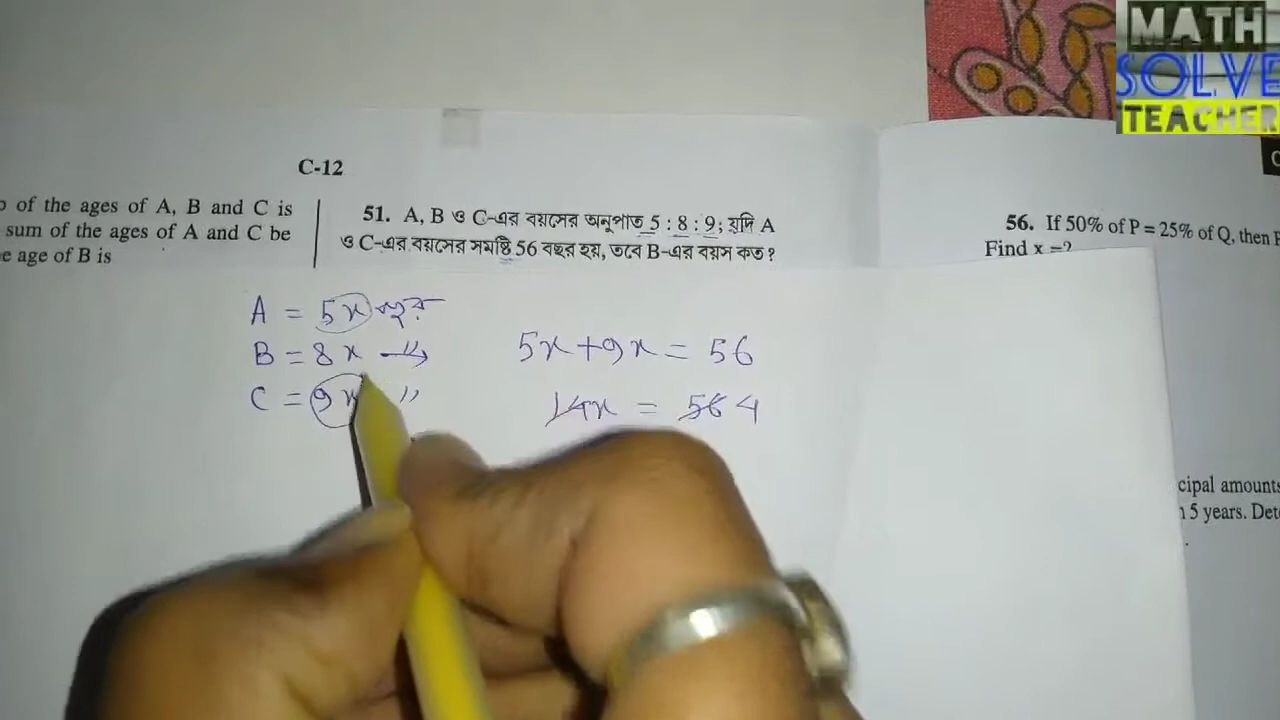 MATH
SOLVE
TEACHER
C-12
of the ages of A, B and C is
sum of the ages of A and C be
e age of B is
51. A, B ও C-এর বয়সের অনুপাত 5 : 8 : 9; যদি A
ও C-এর বয়সের সমষ্টি 56 বছর হয়, তবে B-এর বয়স কত?
56. If 50% of P = 25% of Q, then P
Find x =?
A = 5x বছর
B = 8x "
C = 9x "
5x+9x = 56
14x = 56 4
cipal amounts
5 years. Det